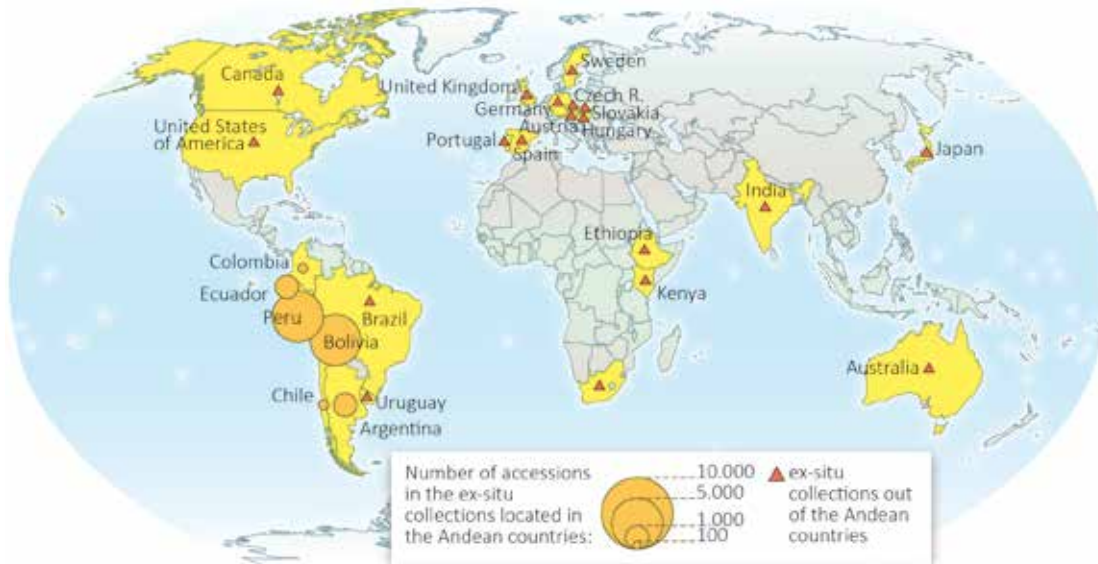 Sweden
Canada
United Kingdom
Czech R.
Germany
Slovakia
Austria
Hungary
United States
of America
Portugal
Spain
Japan
India
Ethiopia
Colombia
Ecuador
Kenya
Peru
Brazil
Bolivia
Australia
Chile
Uruguay
Argentina
Number of accessions
in the ex-situ
collections located in
the Andean countries:
10.000
5.000
1.000
100
ex-situ
collections out
of the Andean
countries